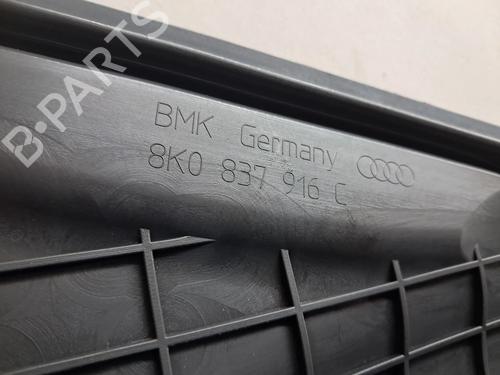 B-PARTS
BMK Germany
8K0 837 916 C